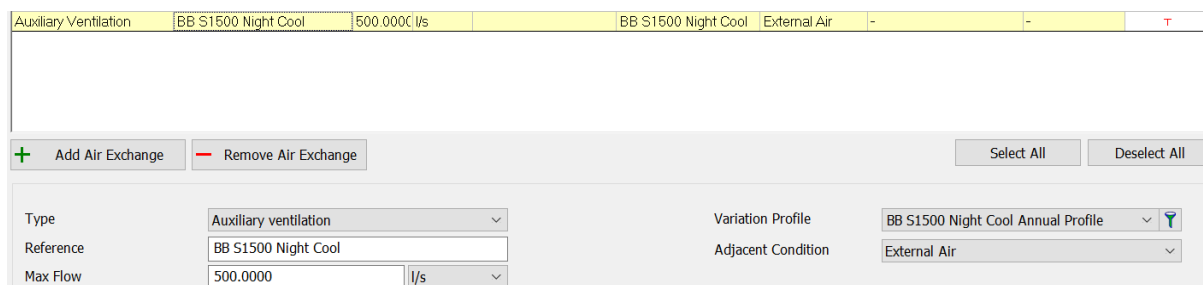 Auxiliary Ventilation BB S1500 Night Cool 500.000( l/s BB S1500 Night Cool External Air - - T
Add Air Exchange Remove Air Exchange Select All Deselect All
Type Auxiliary ventilation Variation Profile BB S1500 Night Cool Annual Profile
Reference BB S1500 Night Cool Adjacent Condition External Air
Max Flow 500.0000 l/s